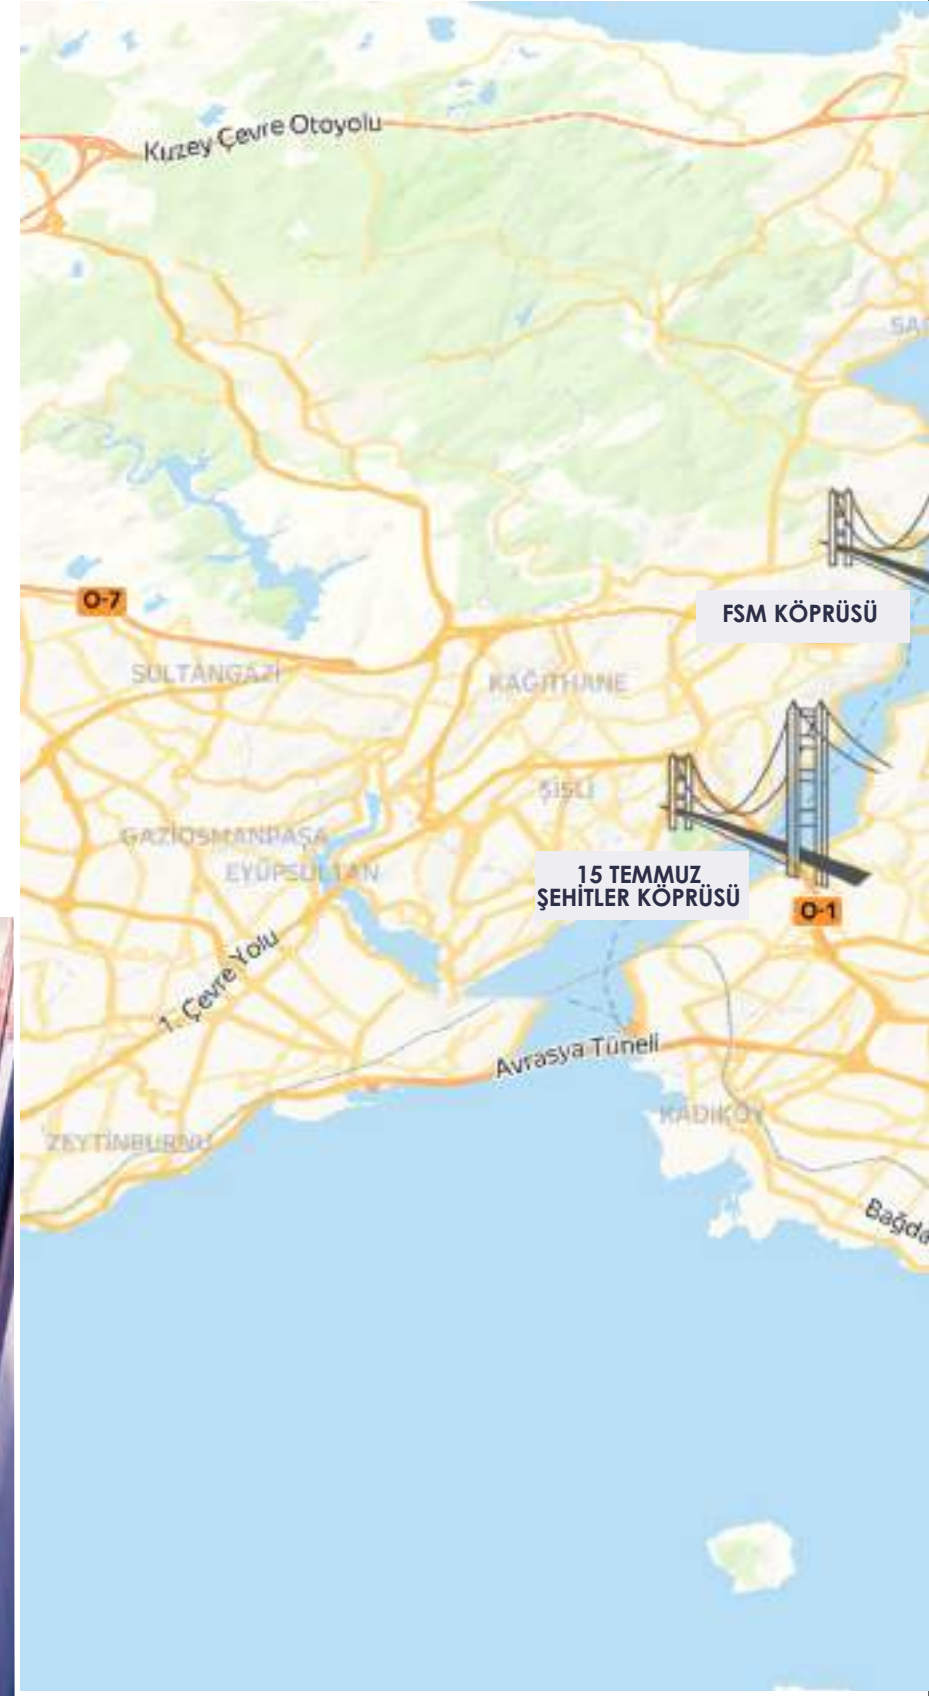 Kuzey Çevre Otoyolu
O-7
FSM KÖPRÜSÜ
SULTANGAZİ
KAĞITHANE
ŞİŞLİ
GAZİOSMANPAŞA
EYÜPSULTAN
15 TEMMUZ
ŞEHİTLER KÖPRÜSÜ
O-1
1. Çevre Yolu
Avrasya Tüneli
KADIKÖY
ZEYTİNBURNU